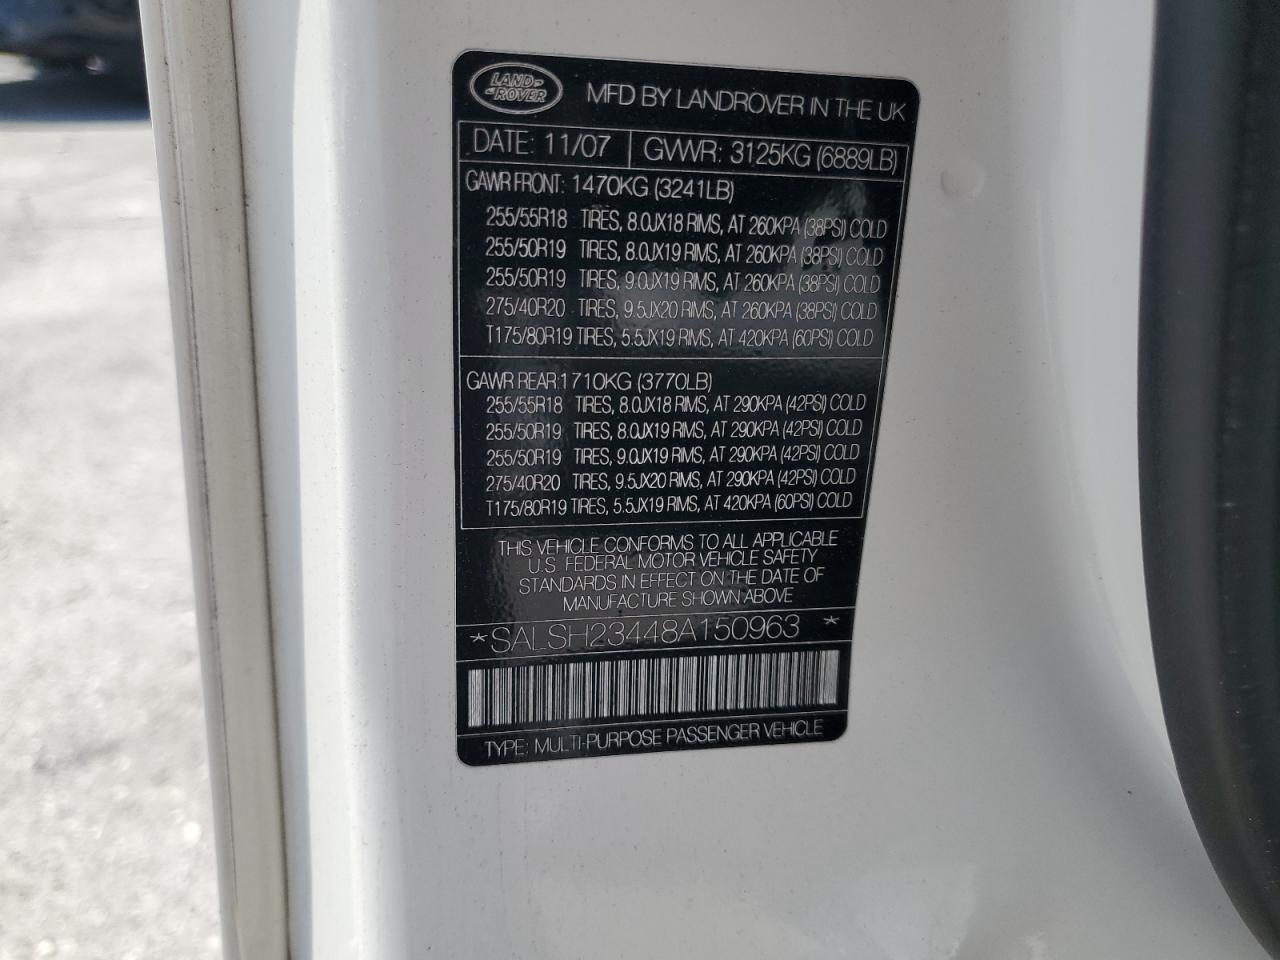 LAND-
-ROVER
MFD BY LANDROVER IN THE UK
DATE: 11/07 GVWR: 3125KG (6889LB)
GAWR FRONT: 1470KG (3241LB)
255/55R18 TIRES, 8.0JX18 RIMS, AT 260KPA (38PSI) COLD
255/50R19 TIRES, 8.0JX19 RIMS, AT 260KPA (38PSI) COLD
255/50R19 TIRES, 9.0JX19 RIMS, AT 260KPA (38PSI) COLD
275/40R20 TIRES, 9.5JX20 RIMS, AT 260KPA (38PSI) COLD
T175/80R19 TIRES, 5.5JX19 RIMS, AT 420KPA (60PSI) COLD
GAWR REAR: 1710KG (3770LB)
255/55R18 TIRES, 8.0JX18 RIMS, AT 290KPA (42PSI) COLD
255/50R19 TIRES, 8.0JX19 RIMS, AT 290KPA (42PSI) COLD
255/50R19 TIRES, 9.0JX19 RIMS, AT 290KPA (42PSI) COLD
275/40R20 TIRES, 9.5JX20 RIMS, AT 290KPA (42PSI) COLD
T175/80R19 TIRES, 5.5JX19 RIMS, AT 420KPA (60PSI) COLD
THIS VEHICLE CONFORMS TO ALL APPLICABLE
U.S. FEDERAL MOTOR VEHICLE SAFETY
STANDARDS IN EFFECT ON THE DATE OF
MANUFACTURE SHOWN ABOVE
*SALSH23448A150963 *
TYPE: MULTI-PURPOSE PASSENGER VEHICLE